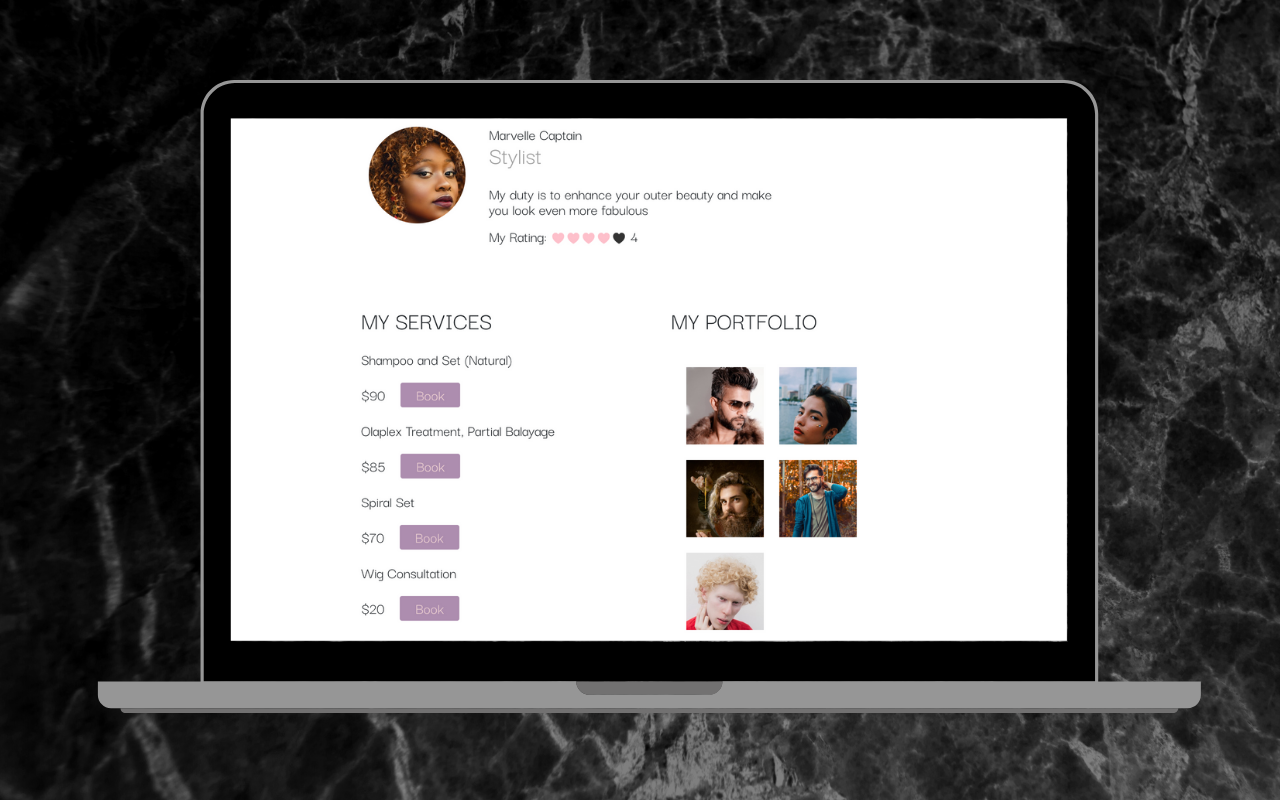 Marvelle Captain
Stylist
My duty is to enhance your outer beauty and make
you look even more fabulous
My Rating: 4
MY SERVICES
Shampoo and Set (Natural)
$90 Book
Olaplex Treatment, Partial Balayage
$85 Book
Spiral Set
$70 Book
Wig Consultation
$20 Book
MY PORTFOLIO